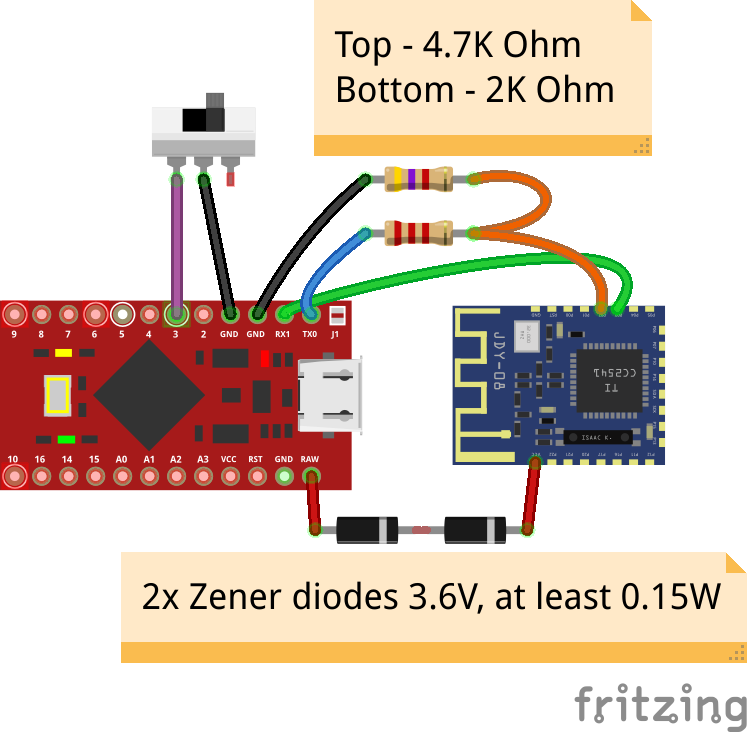 Top - 4.7K Ohm
Bottom - 2K Ohm
9 8 7 6 5 4 3 2 GND GND RX1 TX0 J1
JDY-08
TI
CC2541
ISAAC K.
10 16 14 15 A0 A1 A2 A3 VCC RST GND RAW
VCC
2x Zener diodes 3.6V, at least 0.15W
fritzing